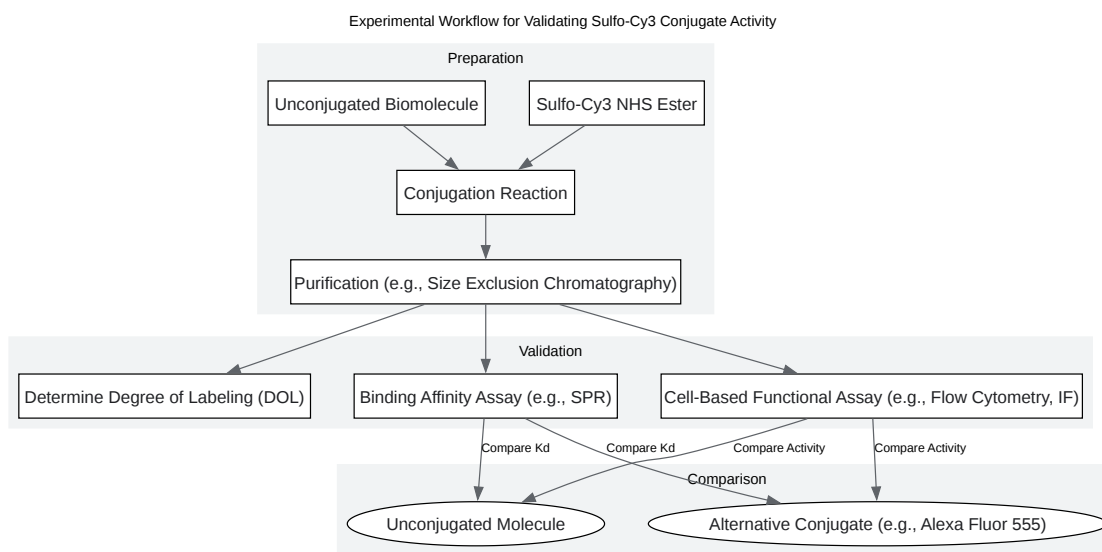 Experimental Workflow for Validating Sulfo-Cy3 Conjugate Activity
Preparation
Unconjugated Biomolecule
Sulfo-Cy3 NHS Ester
Conjugation Reaction
Purification (e.g., Size Exclusion Chromatography)
Validation
Determine Degree of Labeling (DOL)
Binding Affinity Assay (e.g., SPR)
Cell-Based Functional Assay (e.g., Flow Cytometry, IF)
Compare Kd
Compare Kd
Compare Activity
Compare Activity
Comparison
Unconjugated Molecule
Alternative Conjugate (e.g., Alexa Fluor 555)